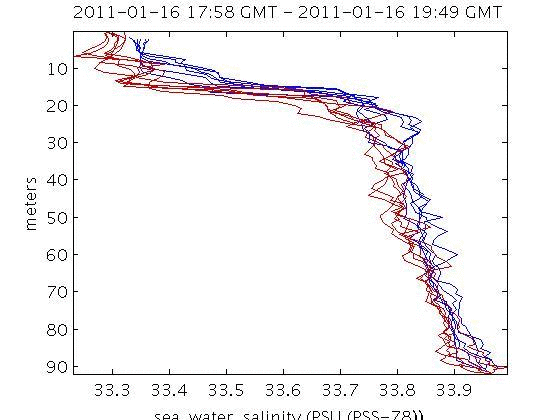 2011-01-16 17:58 GMT - 2011-01-16 19:49 GMT
10
20
30
40
50
60
70
80
90
meters
33.3 33.4 33.5 33.6 33.7 33.8 33.9
sea_water_salinity (PSU (PSS-78))